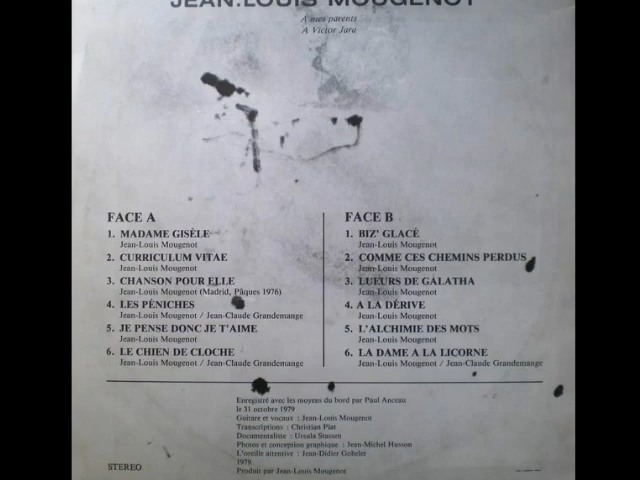 JEAN-LOUIS MOUGENOT
A mes parents
A Victor Jara
FACE A
1. MADAME GISÈLE
Jean-Louis Mougenot
2. CURRICULUM VITAE
Jean-Louis Mougenot
3. CHANSON POUR ELLE
Jean-Louis Mougenot (Madrid, Pâques 1976)
4. LES PÉNICHES
Jean-Louis Mougenot / Jean-Claude Grandemange
5. JE PENSE DONC JE T'AIME
Jean-Louis Mougenot
6. LE CHIEN DE CLOCHE
Jean-Louis Mougenot / Jean-Claude Grandemange
FACE B
1. BIZ' GLACÉ
Jean-Louis Mougenot
2. COMME CES CHEMINS PERDUS
Jean-Louis Mougenot
3. LUEURS DE GALATHA
Jean-Louis Mougenot
4. A LA DÉRIVE
Jean-Louis Mougenot
5. L'ALCHIMIE DES MOTS
Jean-Louis Mougenot
6. LA DAME A LA LICORNE
Jean-Louis Mougenot / Jean-Claude Grandemange
Enregistré avec les moyens du bord par Paul Anceau
le 31 octobre 1979
Guitare et vocaux : Jean-Louis Mougenot
Transcriptions : Christian Piat
Documentaliste : Ursula Stassen
Photos et conception graphique : Jean-Michel Husson
L'oreille attentive : Jean-Didier Gobelet
1979.
Produit par Jean-Louis Mougenot
STEREO